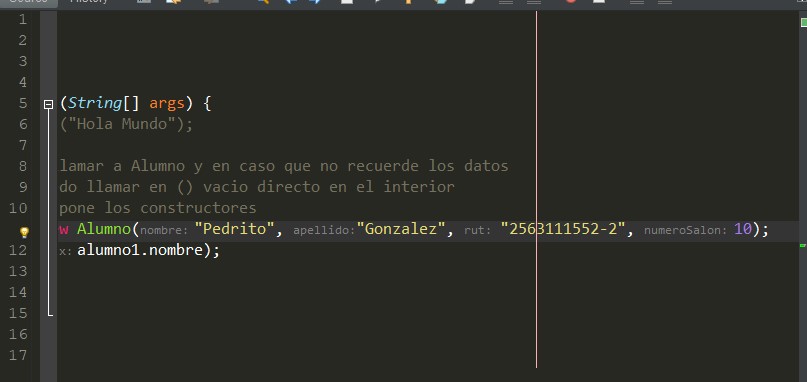 History
1
2
3
4
5 (String[] args) {
6 ("Hola Mundo");
7
8 lamar a Alumno y en caso que no recuerde los datos
9 do llamar en () vacio directo en el interior
10 pone los constructores
w Alumno(nombre: "Pedrito", apellido:"Gonzalez", rut: "2563111552-2", numeroSalon: 10);
12 x: alumno1.nombre);
13
14
15
16
17